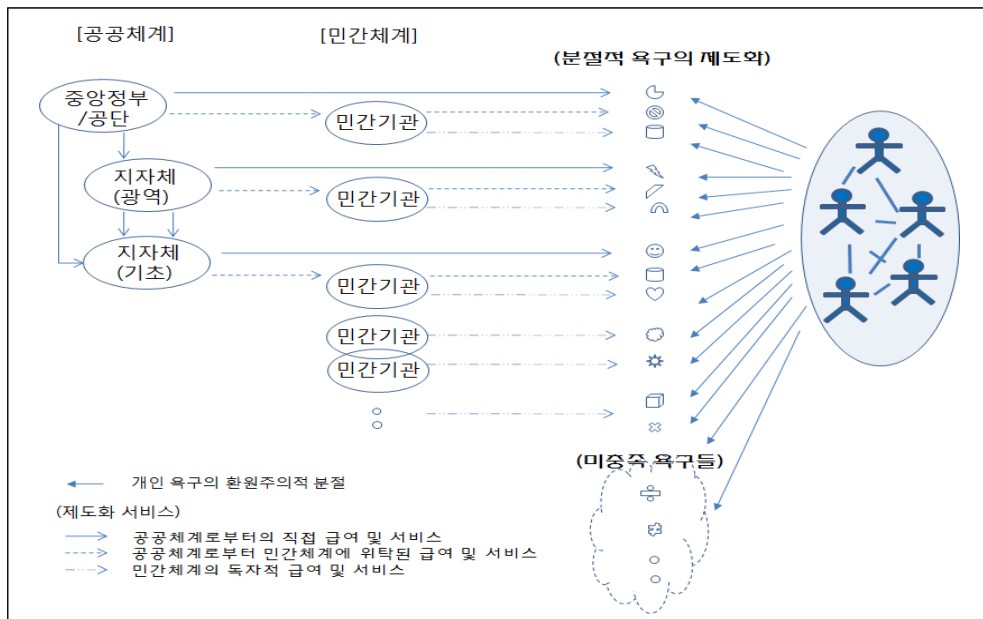 [공공체계]
[민간체계]
(분절적 욕구의 제도화)
중앙정부
/공단
민간기관
지자체
(광역)
민간기관
지자체
(기초)
민간기관
민간기관
민간기관
(미충족 욕구들)
개인 욕구의 환원주의적 분절
(제도화 서비스)
공공체계로부터의 직접 급여 및 서비스
공공체계로부터 민간체계에 위탁된 급여 및 서비스
민간체계의 독자적 급여 및 서비스